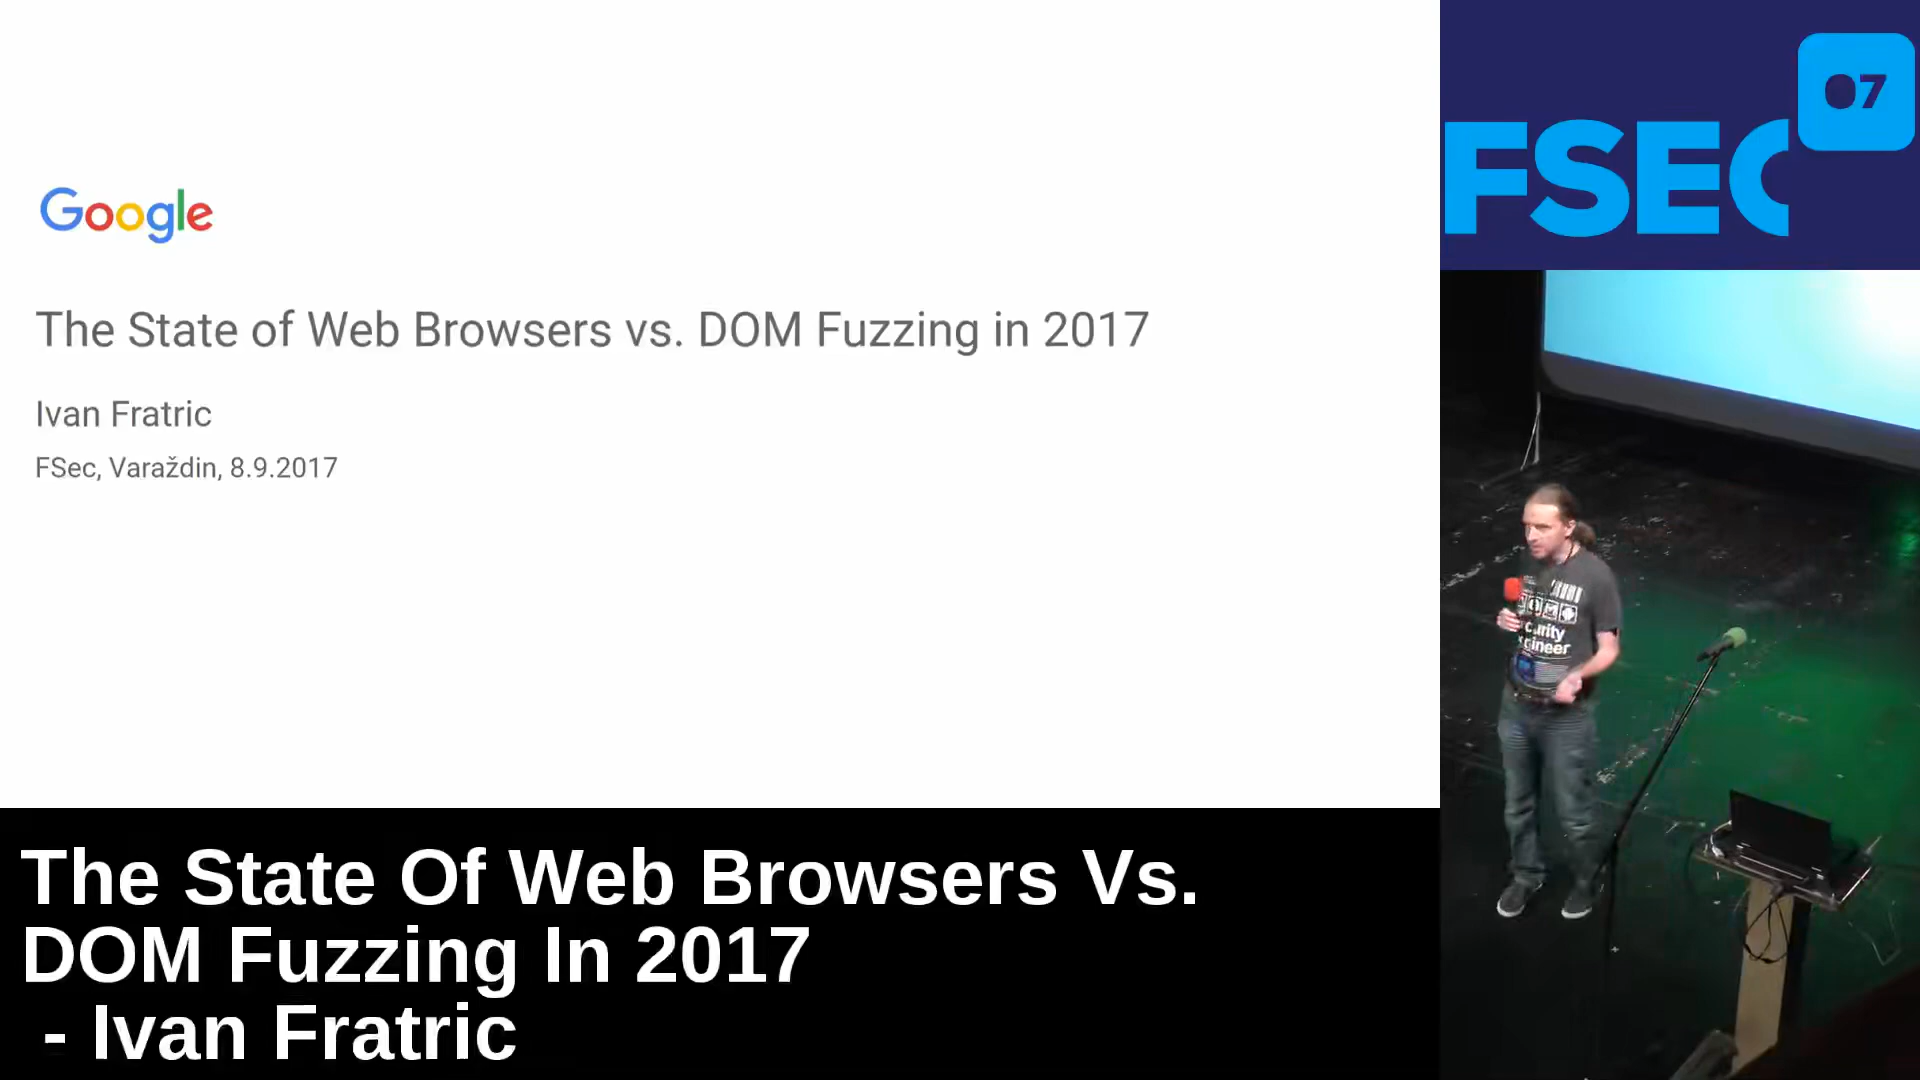 Google
The State of Web Browsers vs. DOM Fuzzing in 2017
Ivan Fratric
FSec, Varaždin, 8.9.2017
FSEC
07
The State Of Web Browsers Vs.
DOM Fuzzing In 2017
- Ivan Fratric